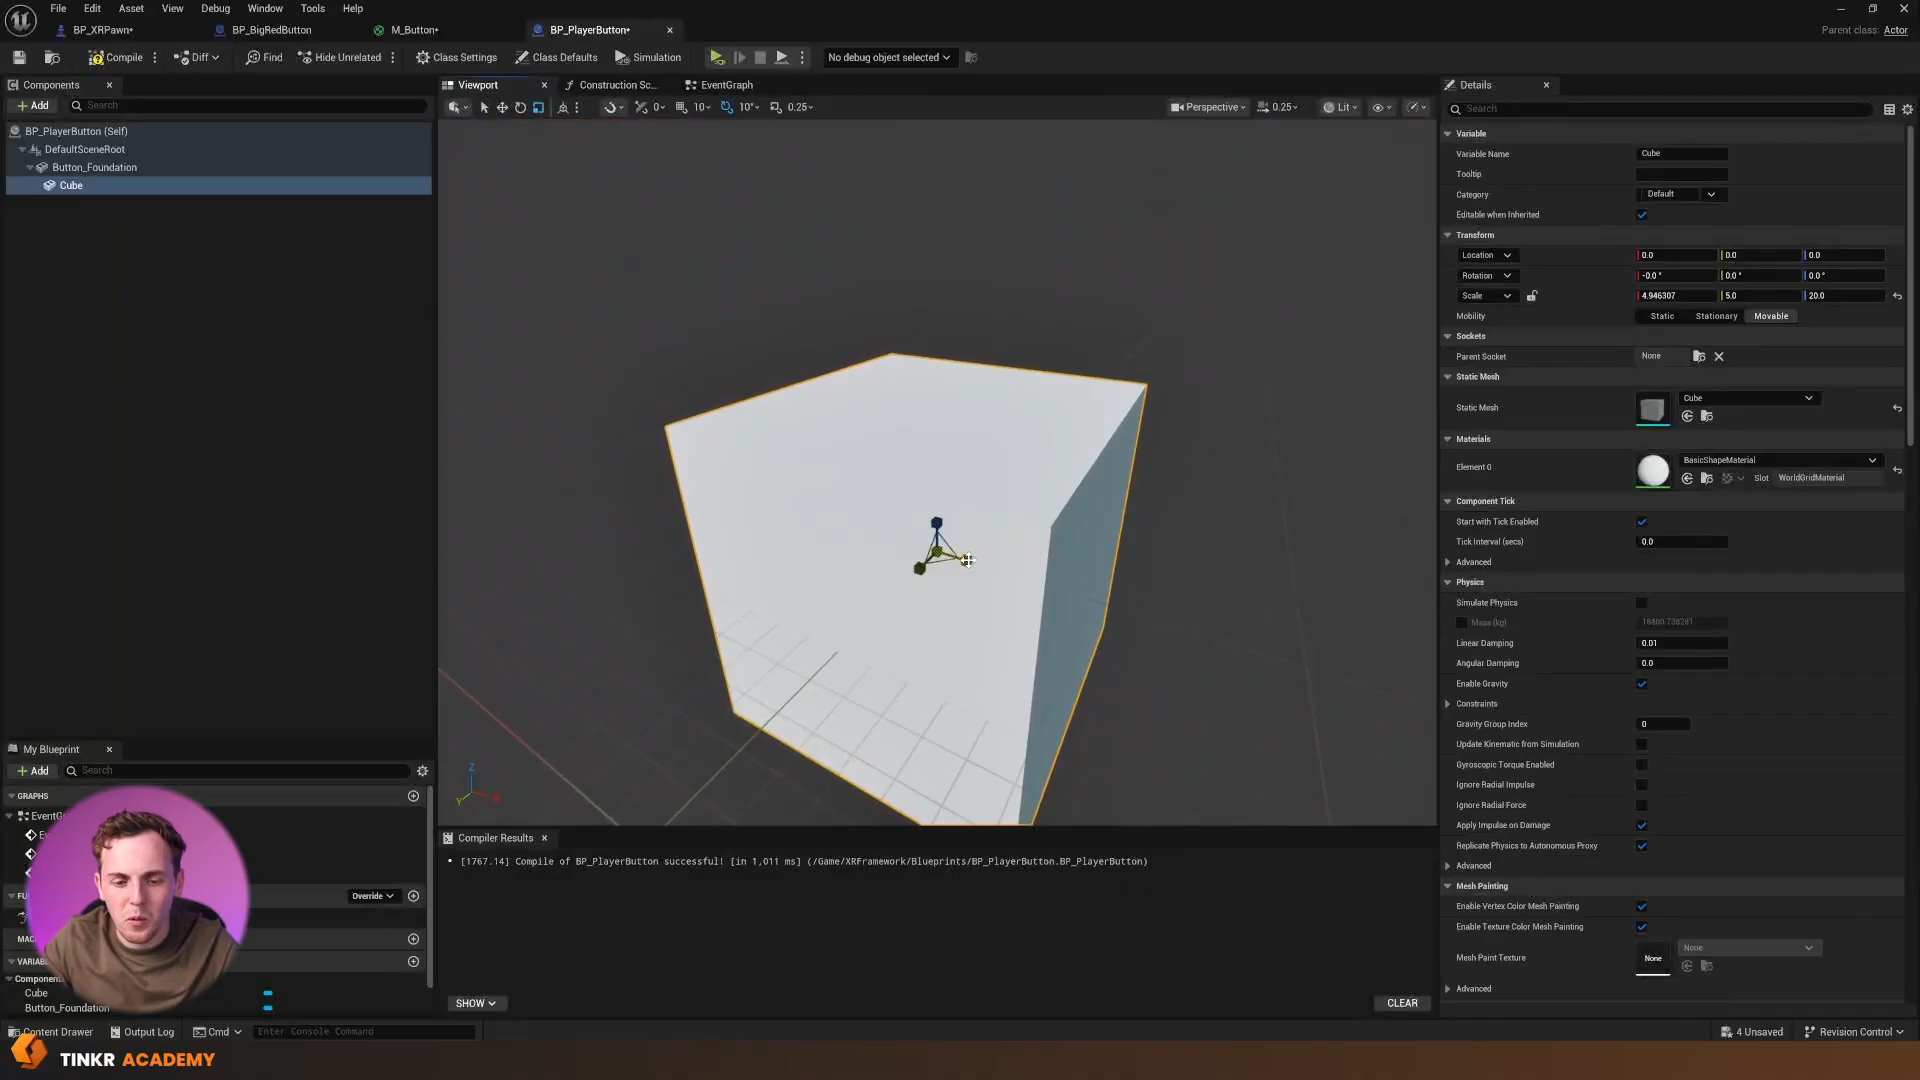 File Edit Asset View Debug Window Tools Help
BP_XRPawn* BP_BigRedButton M_Button* BP_PlayerButton*
Parent class: Actor
Compile Diff Find Hide Unrelated Class Settings Class Defaults Simulation No debug object selected
Components
Add Search
BP_PlayerButton (Self)
DefaultSceneRoot
Button_Foundation
Cube
Viewport Construction Sc... EventGraph
0 10 10° 0.25 Perspective 0.25 Lit
Details
Search
Variable
Variable Name Cube
Tooltip
Category Default
Editable when Inherited
Transform
Location 0.0 0.0 0.0
Rotation -0.0 ° 0.0 ° 0.0 °
Scale 4.946307 5.0 20.0
Mobility Static Stationary Movable
Sockets
Parent Socket None
Static Mesh
Static Mesh Cube
Materials
Element 0 BasicShapeMaterial
Slot WorldGridMaterial
Component Tick
Start with Tick Enabled
Tick Interval (secs) 0.0
Advanced
Physics
Simulate Physics
Mass (kg)
Linear Damping 0.01
Angular Damping 0.0
Enable Gravity
Constraints
Gravity Group Index 0
Update Kinematic from Simulation
Gyroscopic Torque Enabled
Ignore Radial Impulse
Ignore Radial Force
Apply Impulse on Damage
Replicate Physics to Autonomous Proxy
Advanced
Mesh Painting
Enable Vertex Color Mesh Painting
Enable Texture Color Mesh Painting
Mesh Paint Texture None None
Advanced
Z
Y X
My Blueprint
Add Search
GRAPHS
EventG
Override
VARIABL
Component
Cube
Button_Foundation
Compiler Results
[1767.14] Compile of BP_PlayerButton successful! [in 1,011 ms] (/Game/XRFramework/Blueprints/BP_PlayerButton.BP_PlayerButton)
SHOW CLEAR
Content Drawer Output Log Cmd Enter Console Command 4 Unsaved Revision Control
TINKR ACADEMY